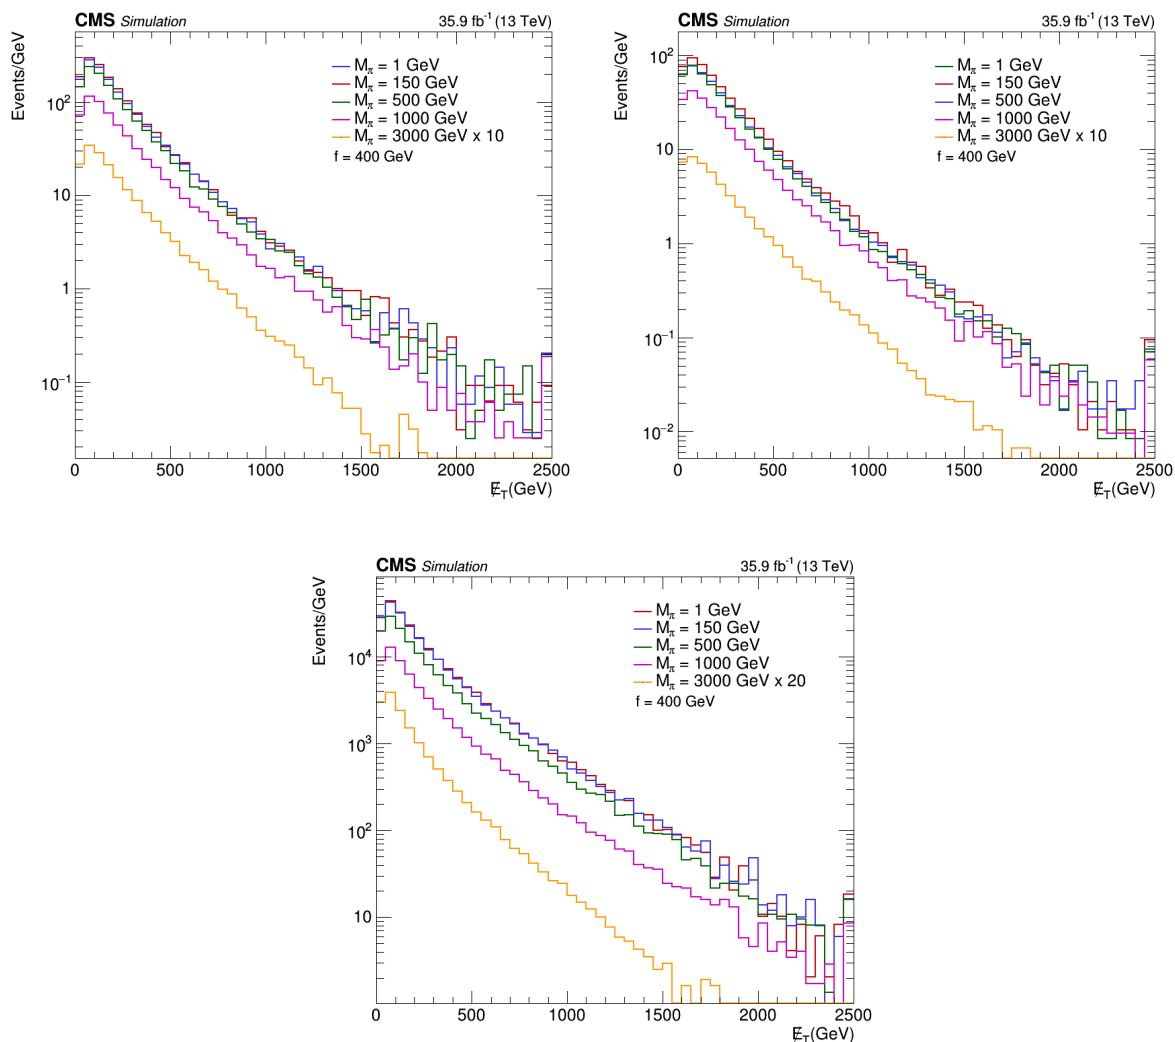 CMS Simulation 35.9 fb⁻¹ (13 TeV)
Events/GeV
M_π = 1 GeV
M_π = 150 GeV
M_π = 500 GeV
M_π = 1000 GeV
M_π = 3000 GeV x 10
f = 400 GeV
10²
10
1
10⁻¹
0 500 1000 1500 2000 2500
E̸_T(GeV)
CMS Simulation 35.9 fb⁻¹ (13 TeV)
Events/GeV
M_π = 1 GeV
M_π = 150 GeV
M_π = 500 GeV
M_π = 1000 GeV
M_π = 3000 GeV x 10
f = 400 GeV
10²
10
1
10⁻¹
10⁻²
0 500 1000 1500 2000 2500
E̸_T(GeV)
CMS Simulation 35.9 fb⁻¹ (13 TeV)
Events/GeV
M_π = 1 GeV
M_π = 150 GeV
M_π = 500 GeV
M_π = 1000 GeV
M_π = 3000 GeV x 20
f = 400 GeV
10⁴
10³
10²
10
0 500 1000 1500 2000 2500
E̸_T(GeV)